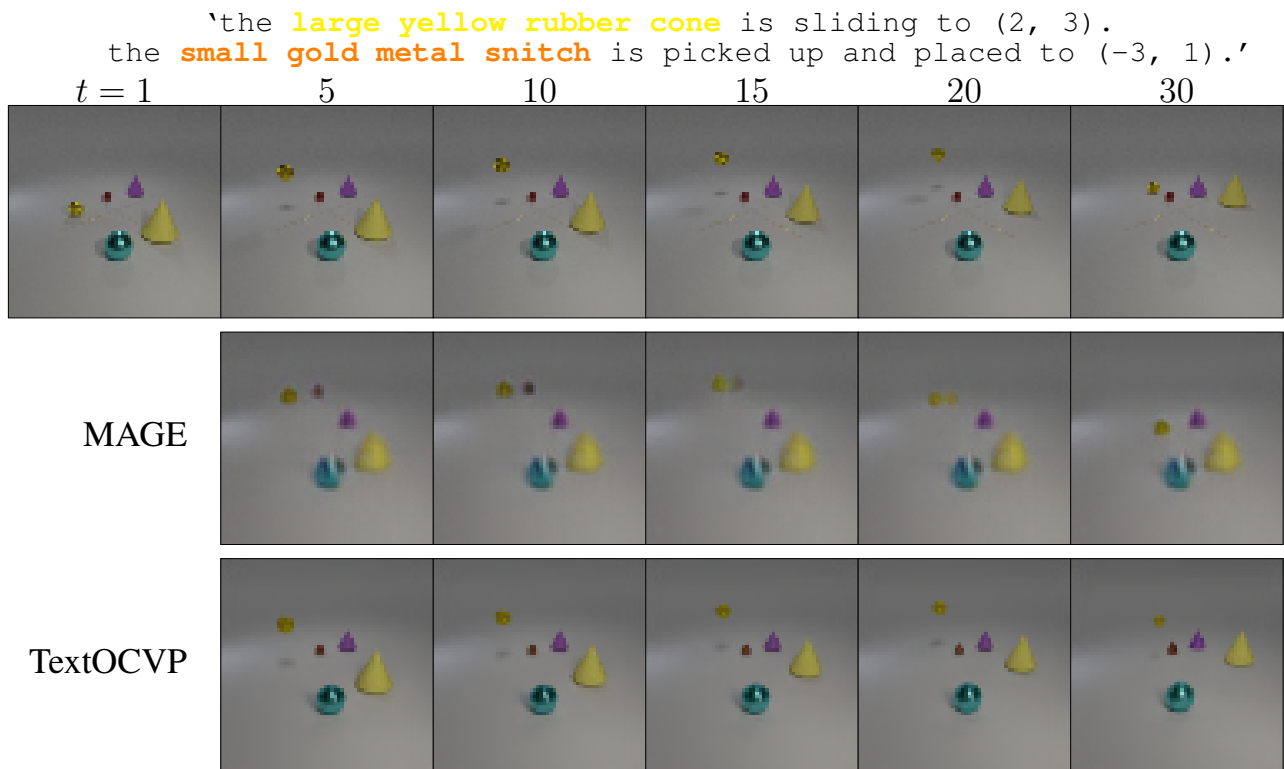 ‘the large yellow rubber cone is sliding to (2, 3).
the small gold metal snitch is picked up and placed to (-3, 1).’
t = 1 5 10 15 20 30
MAGE
TextOCVP